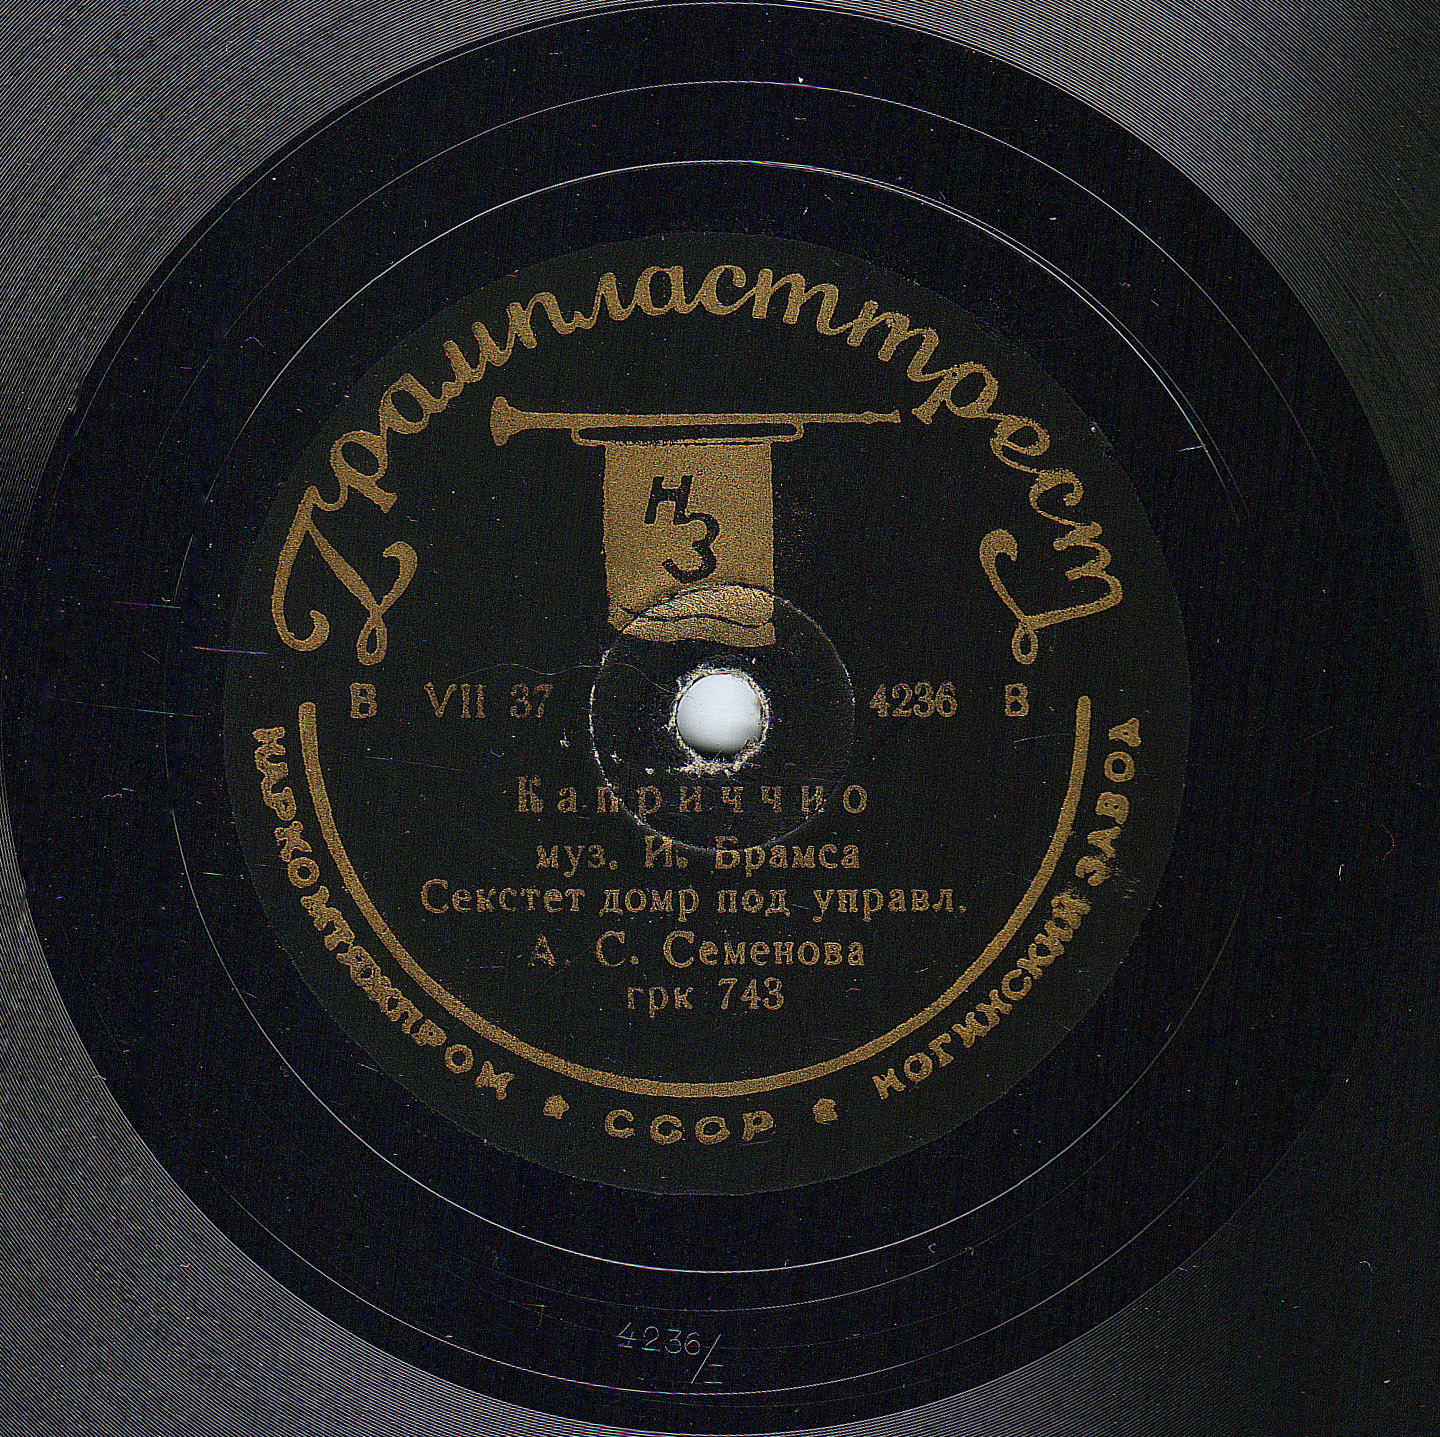 Грампласттрест
НЗ
В VII 37 4236 В
Каприччио
муз. И. Брамса
Секстет домр под управл.
А. С. Семенова
грк 743
НАРКОМТЯЖПРОМ ★ СССР ★ НОГИНСКИЙ ЗАВОД
4236/I